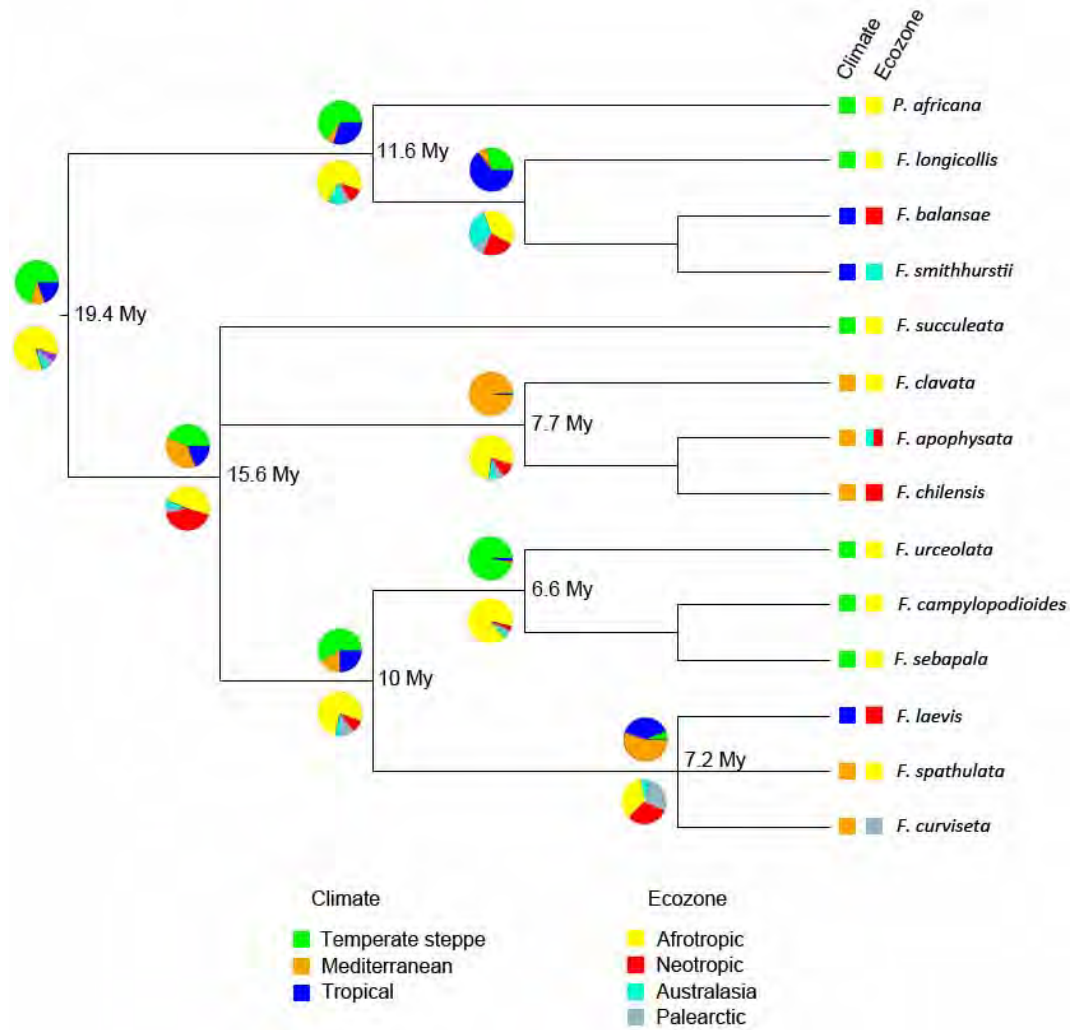 Climate
Ecozone
P. africana
11.6 My
F. longicollis
F. balansae
F. smithhurstii
19.4 My
F. succuleata
F. clavata
7.7 My
F. apophysata
15.6 My
F. chilensis
F. urceolata
6.6 My
F. campylopodioides
F. sebapala
10 My
F. laevis
7.2 My
F. spathulata
F. curviseta
Climate
Ecozone
Temperate steppe
Afrotropic
Mediterranean
Neotropic
Tropical
Australasia
Palearctic